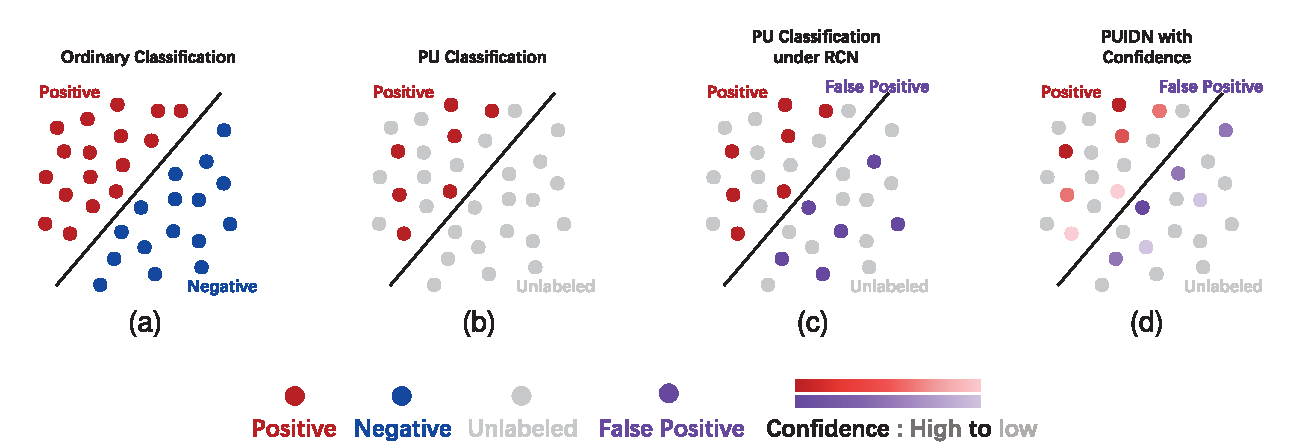 Ordinary Classification
Positive
Negative
(a)
PU Classification
Positive
Unlabeled
(b)
PU Classification
under RCN
Positive
False Positive
Unlabeled
(c)
PUIDN with
Confidence
Positive
False Positive
Unlabeled
(d)
Positive
Negative
Unlabeled
False Positive
Confidence : High to low